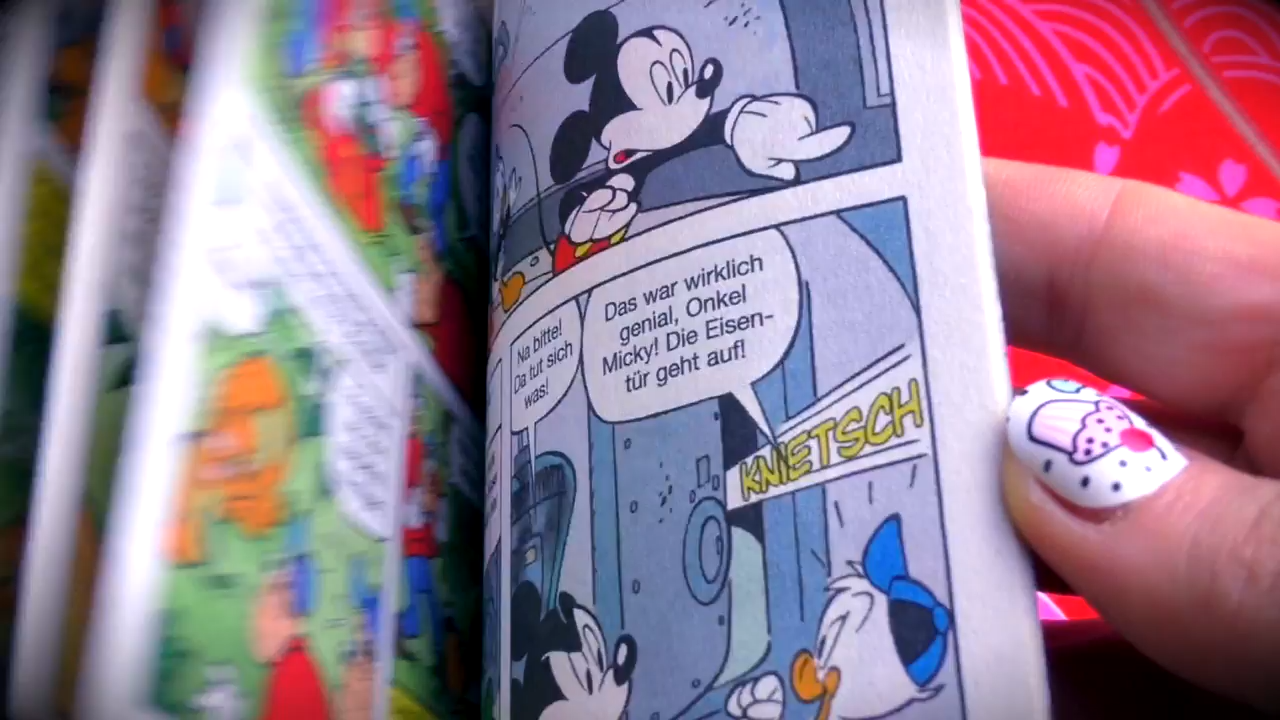 Na bitte!
Da tut sich
was!
Das war wirklich
genial, Onkel
Micky! Die Eisen-
tür geht auf!
KNIETSCH